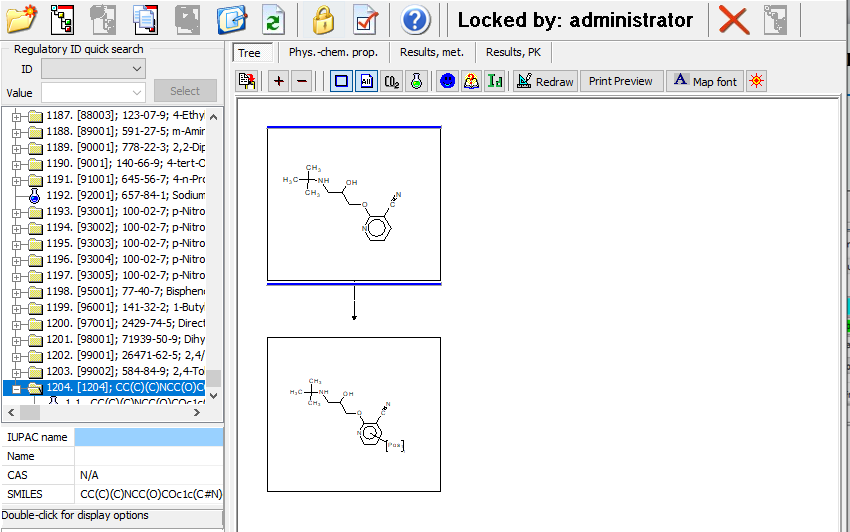 Locked by: administrator
Regulatory ID quick search
ID
Value
Select
1187. [88003]; 123-07-9; 4-Ethy
1188. [89001]; 591-27-5; m-Amin
1189. [90001]; 778-22-3; 2,2-Dip
1190. [9001]; 140-66-9; 4-tert-O
1191. [91001]; 645-56-7; 4-n-Pro
1192. [92001]; 657-84-1; Sodium
1193. [93001]; 100-02-7; p-Nitro
1194. [93002]; 100-02-7; p-Nitro
1195. [93003]; 100-02-7; p-Nitro
1196. [93004]; 100-02-7; p-Nitro
1197. [93005]; 100-02-7; p-Nitro
1198. [95001]; 77-40-7; Bisphen
1199. [96001]; 141-32-2; 1-Butyl
1200. [97001]; 2429-74-5; Direct
1201. [98001]; 71939-50-9; Dihy
1202. [99001]; 26471-62-5; 2,4/
1203. [99002]; 584-84-9; 2,4-To
1204. [1204]; CC(C)(C)NCC(O)C
IUPAC name
Name
CAS N/A
SMILES CC(C)(C)NCC(O)COc1c(C#N)
Double-click for display options
Tree Phys.-chem. prop. Results, met. Results, PK
+ − All CO2 Redraw Print Preview A Map font
CH3
H3C NH OH
CH3
O C N
N
CH3
H3C NH OH
CH3
O C N
N
[Pos]